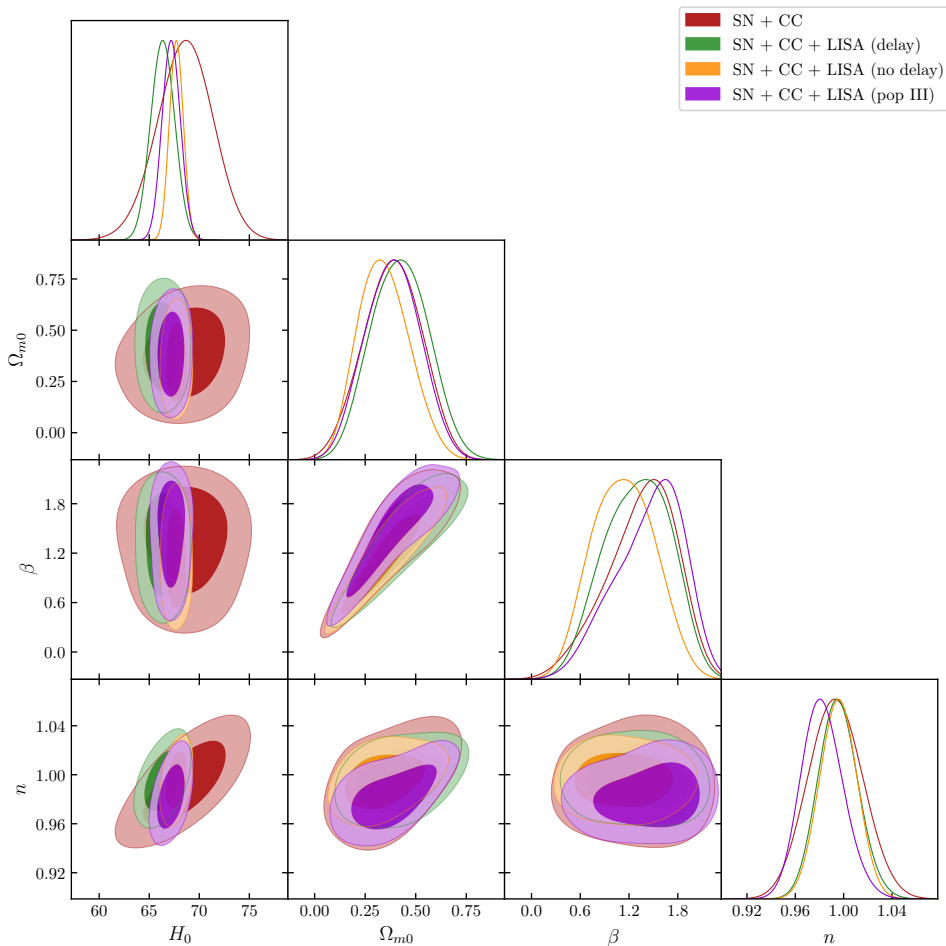 SN + CC
SN + CC + LISA (delay)
SN + CC + LISA (no delay)
SN + CC + LISA (pop III)
0.75
0.50
0.25
0.00
Ωm0
1.8
1.2
0.6
0.0
β
1.04
1.00
0.96
0.92
n
60 65 70 75 0.00 0.25 0.50 0.75 0.0 0.6 1.2 1.8 0.92 0.96 1.00 1.04
H0 Ωm0 β n